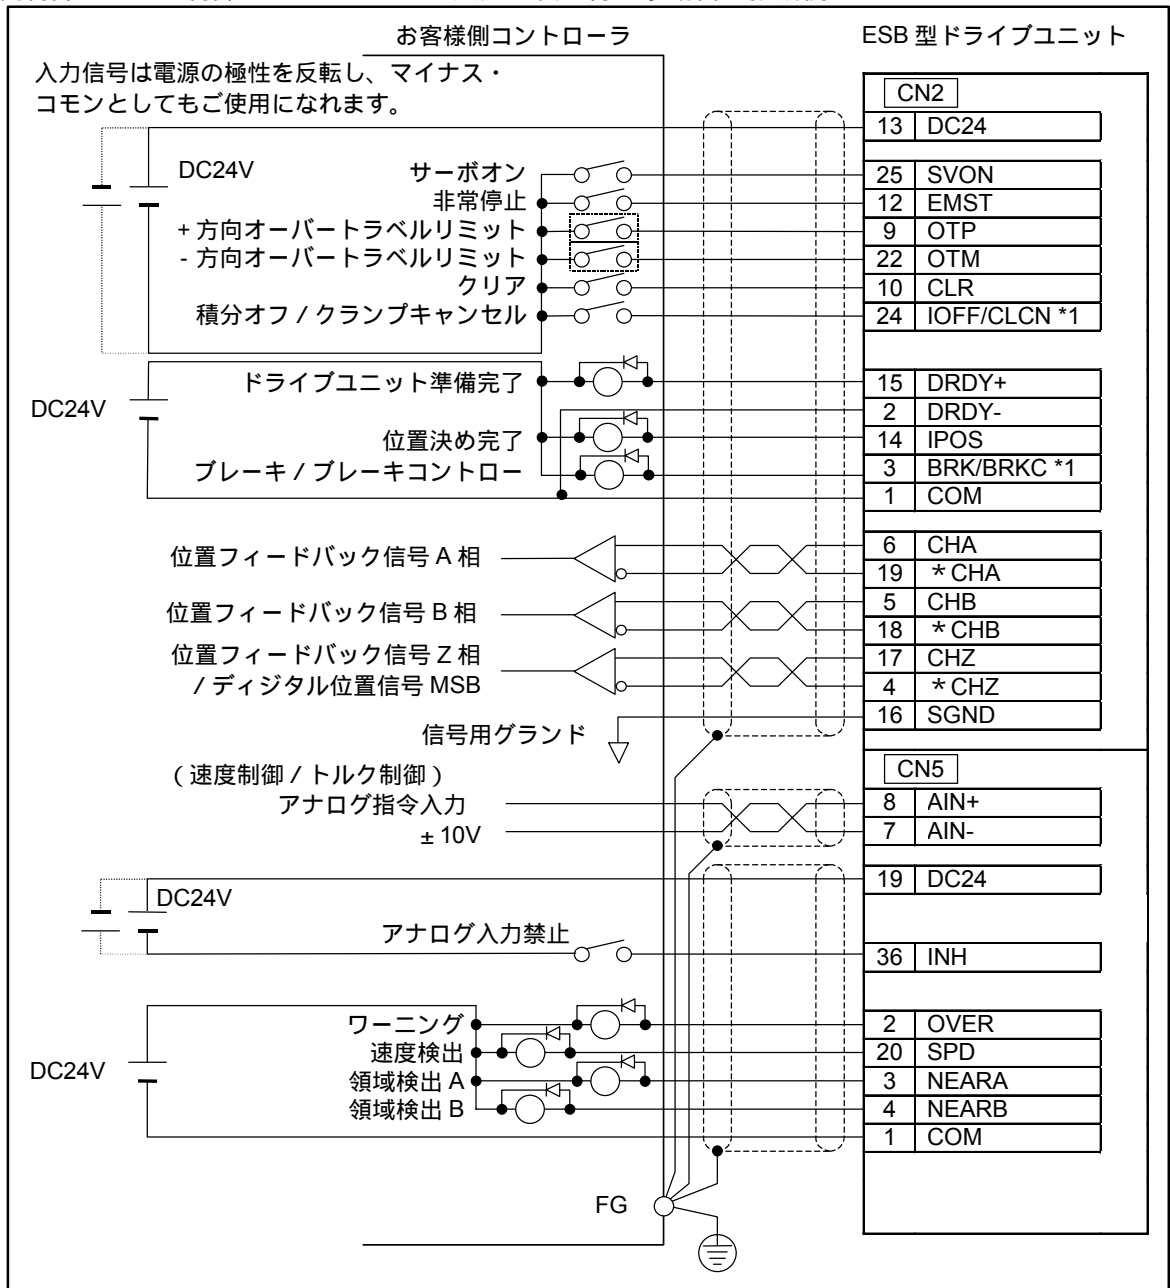 お客様側コントローラ
ESB 型ドライブユニット
入力信号は電源の極性を反転し、マイナス・
コモンとしてもご使用になれます。
CN2
13 DC24
DC24V
サーボオン
25 SVON
非常停止
12 EMST
+ 方向オーバートラベルリミット
9 OTP
- 方向オーバートラベルリミット
22 OTM
クリア
10 CLR
積分オフ / クランプキャンセル
24 IOFF/CLCN *1
DC24V
ドライブユニット準備完了
15 DRDY+
2 DRDY-
位置決め完了
14 IPOS
ブレーキ / ブレーキコントロー
3 BRK/BRKC *1
1 COM
位置フィードバック信号 A 相
6 CHA
19 *CHA
位置フィードバック信号 B 相
5 CHB
18 *CHB
位置フィードバック信号 Z 相
/ ディジタル位置信号 MSB
17 CHZ
4 *CHZ
信号用グランド
16 SGND
CN5
( 速度制御 / トルク制御 )
アナログ指令入力
± 10V
8 AIN+
7 AIN-
19 DC24
DC24V
アナログ入力禁止
36 INH
DC24V
ワーニング
2 OVER
速度検出
20 SPD
領域検出 A
3 NEARA
領域検出 B
4 NEARB
1 COM
FG